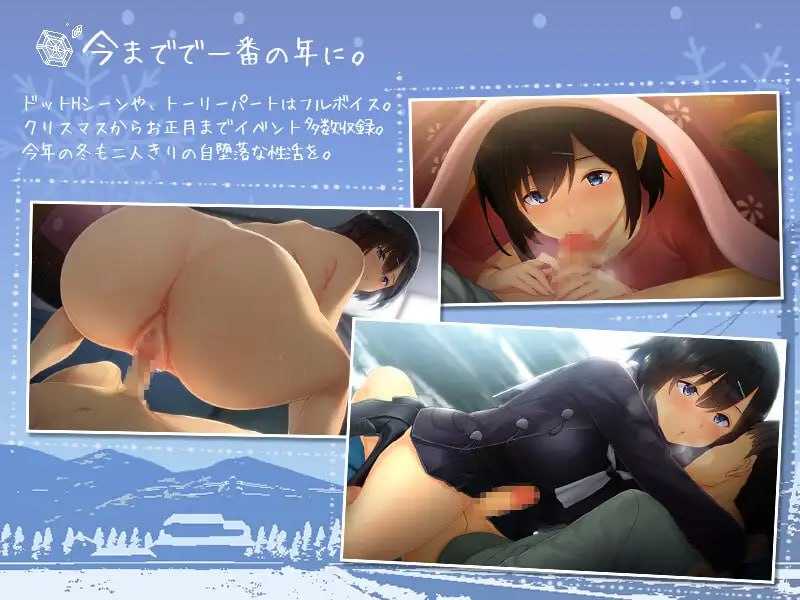 今までで一番の年に。
ドットHシーンや、トーリーパートはフルボイス。
クリスマスからお正月までイベント多数収録。
今年の冬も二人きりの自堕落な性活を。